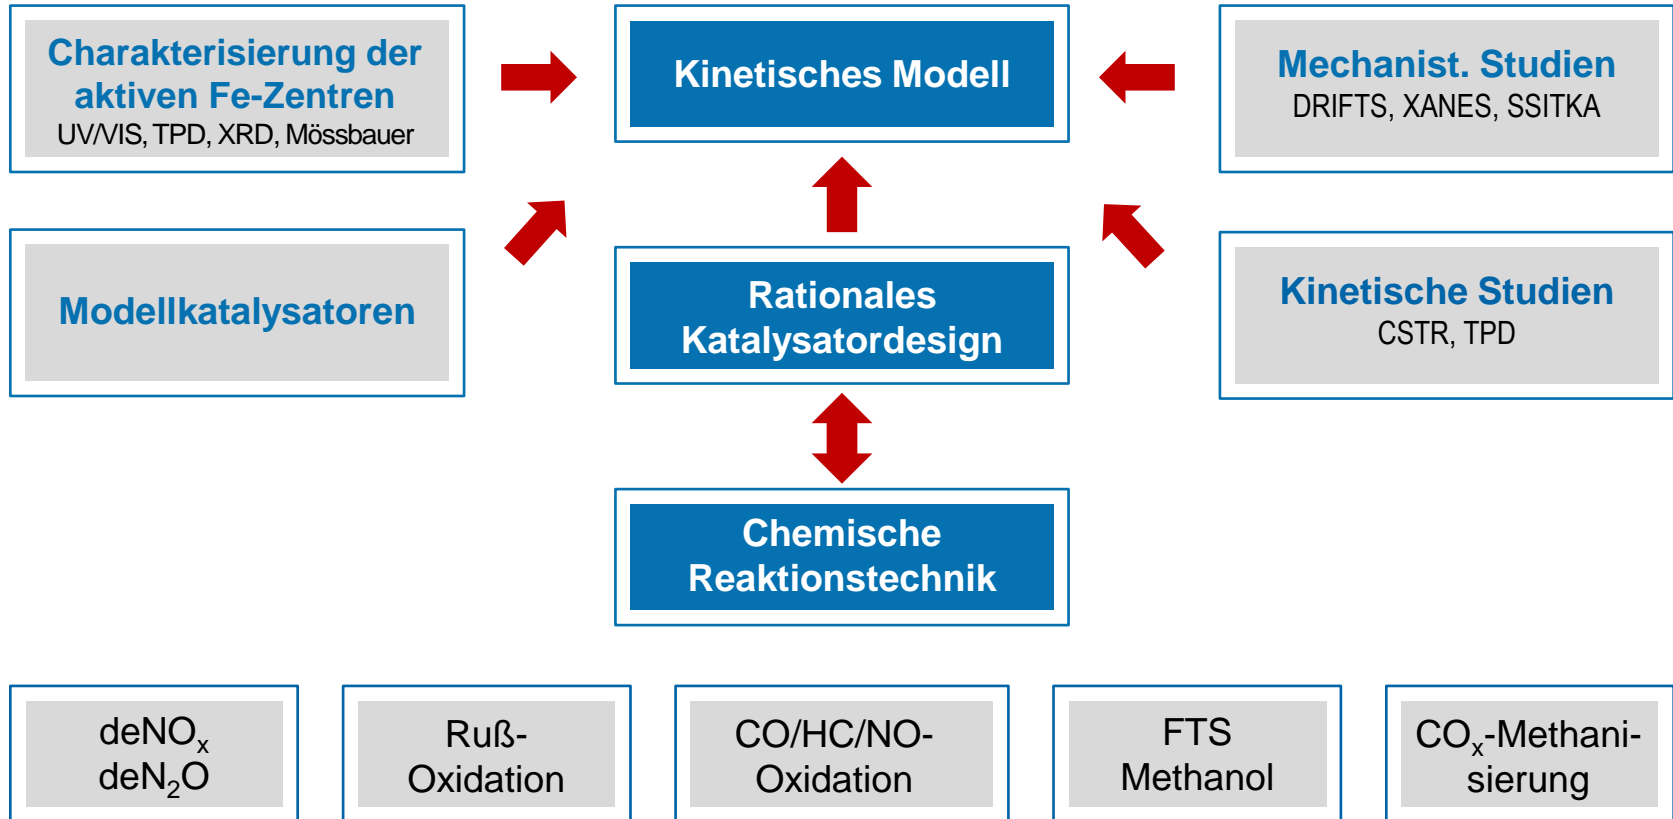 Charakterisierung der
aktiven Fe-Zentren
UV/VIS, TPD, XRD, Mössbauer
Kinetisches Modell
Mechanist. Studien
DRIFTS, XANES, SSITKA
Modellkatalysatoren
Rationales
Katalysatordesign
Kinetische Studien
CSTR, TPD
Chemische
Reaktionstechnik
deNOx
deN2O
Ruß-
Oxidation
CO/HC/NO-
Oxidation
FTS
Methanol
COx-Methani-
sierung